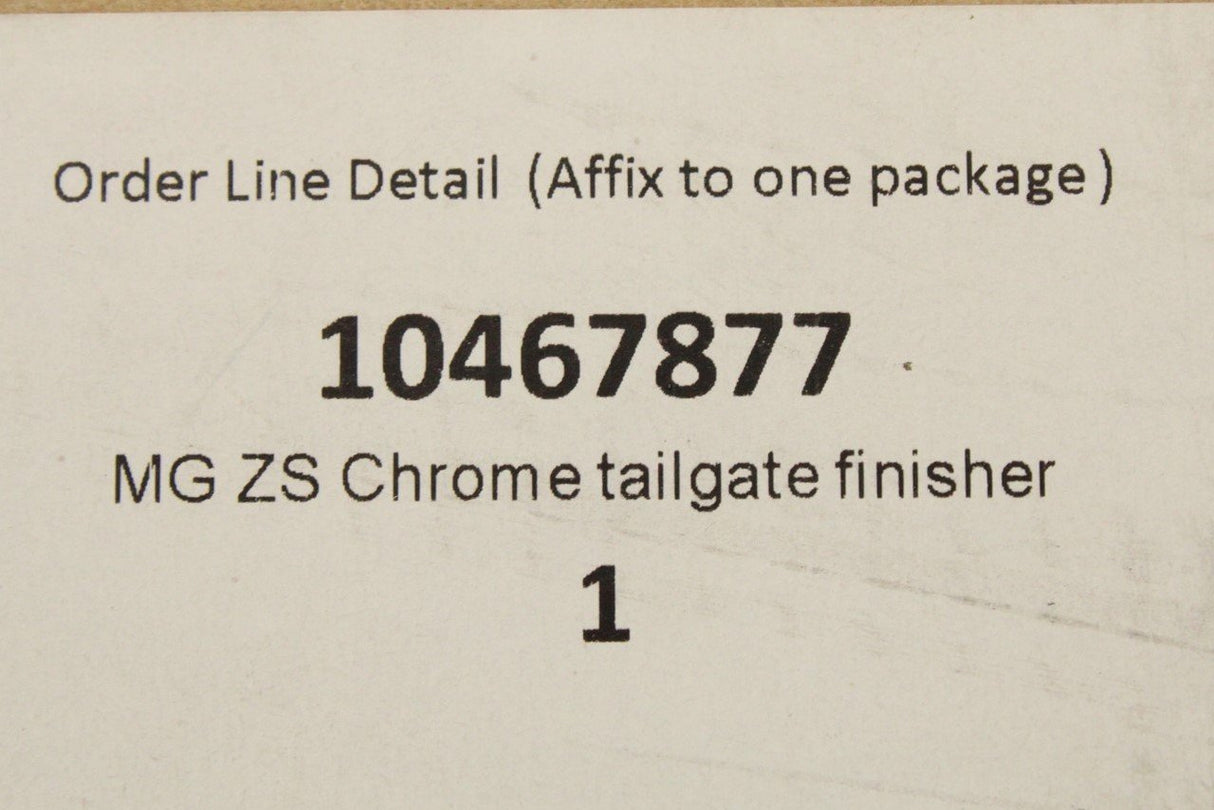 Order Line Detail (Affix to one package)
10467877
MG ZS Chrome tailgate finisher
1